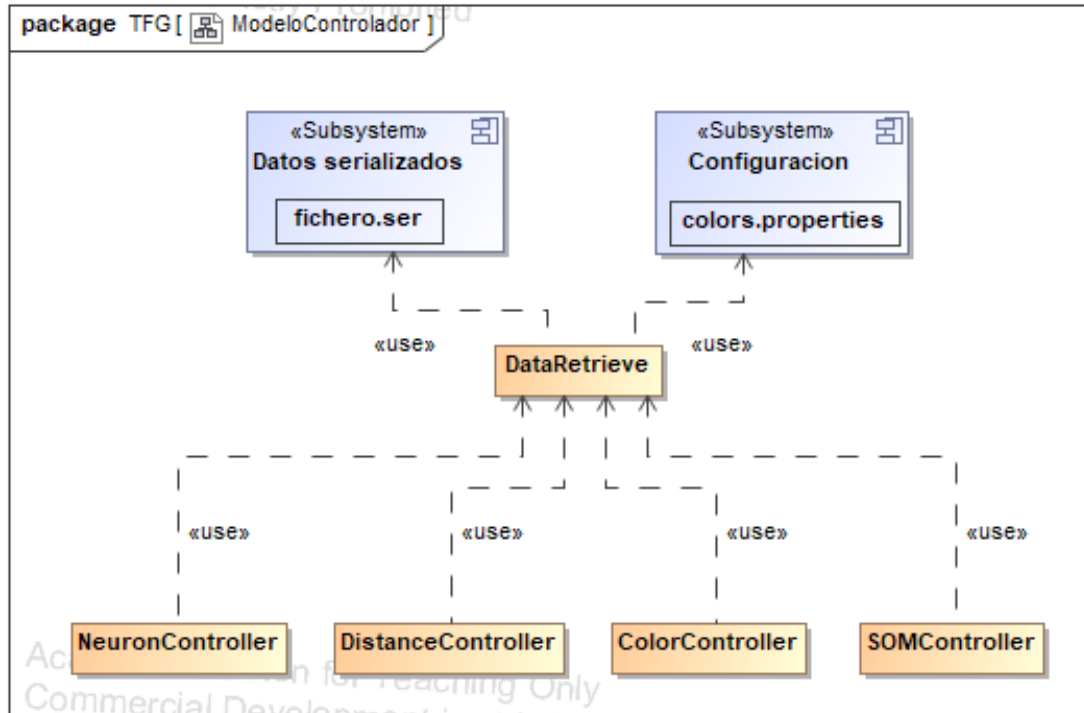 package TFG [ ModeloControlador ]
«Subsystem»
Datos serializados
fichero.ser
«Subsystem»
Configuracion
colors.properties
«use»
«use»
DataRetrieve
«use»
«use»
«use»
«use»
NeuronController
DistanceController
ColorController
SOMController
for Teaching Only
Commercial Development